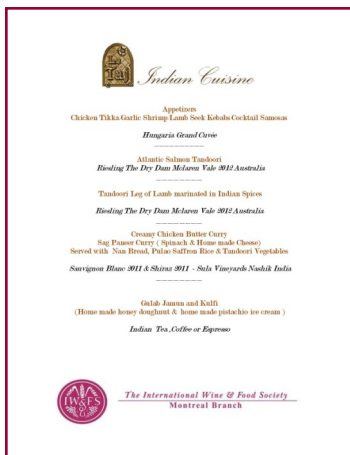 Le
Taj
Indian Cuisine
Appetizers
Chicken Tikka Garlic Shrimp Lamb Seek Kebabs Cocktail Samosas
Hungaria Grand Cuvée
Atlantic Salmon Tandoori
Riesling The Dry Dam Mclaren Vale 2012 Australia
Tandoori Leg of Lamb marinated in Indian Spices
Riesling The Dry Dam Mclaren Vale 2012 Australia
Creamy Chicken Butter Curry
Sag Paneer Curry ( Spinach & Home made Cheese)
Served with Nan Bread, Pulao Saffron Rice & Tandoori Vegetables
Sauvignon Blanc 2011 & Shiraz 2011 - Sula Vineyards Nashik India
Gulab Jamun and Kulfi
(Home made honey doughnut & home made pistachio ice cream )
Indian Tea ,Coffee or Espresso
IW&FS
The International Wine & Food Society
Montreal Branch